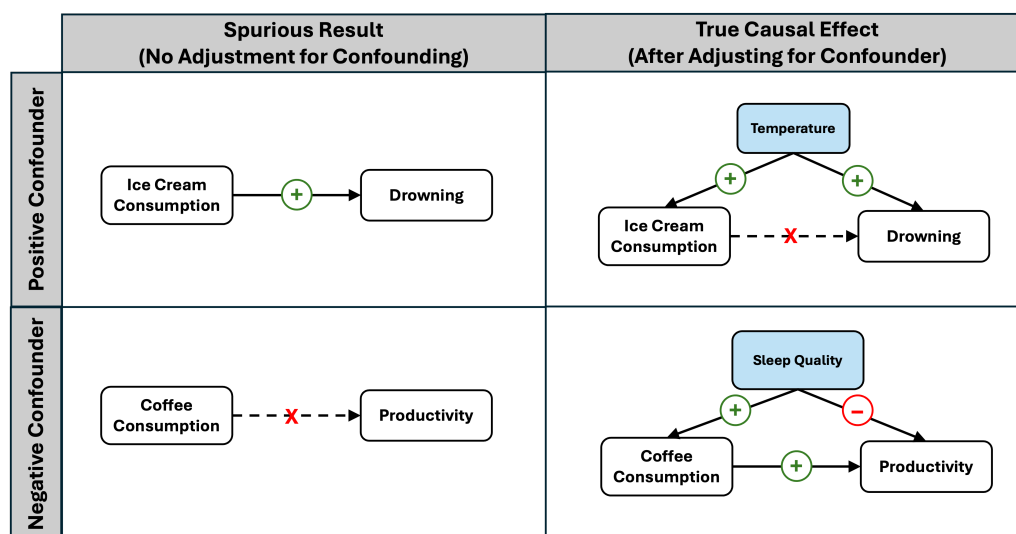 Spurious Result
(No Adjustment for Confounding)
True Causal Effect
(After Adjusting for Confounder)
Positive Confounder
Ice Cream
Consumption
+
Drowning
Temperature
+
+
Ice Cream
Consumption
X
Drowning
Negative Confounder
Coffee
Consumption
X
Productivity
Sleep Quality
+
−
Coffee
Consumption
+
Productivity